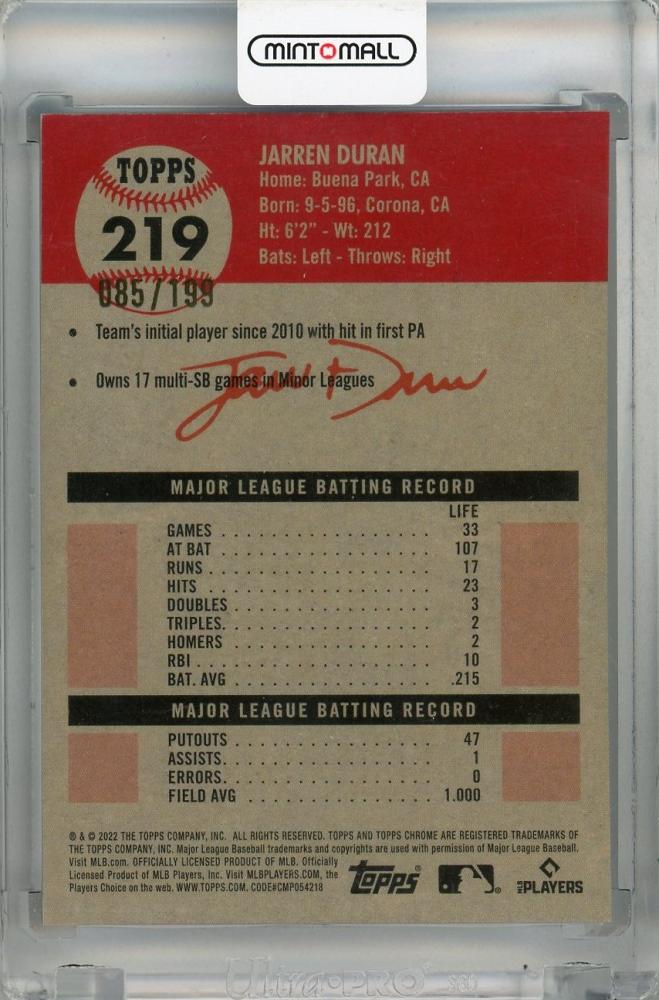 MINTOMALL
TOPPS
219
085/199
JARREN DURAN
Home: Buena Park, CA
Born: 9-5-96, Corona, CA
Ht: 6'2" - Wt: 212
Bats: Left - Throws: Right
• Team's initial player since 2010 with hit in first PA
• Owns 17 multi-SB games in Minor Leagues
Jarren Duran
MAJOR LEAGUE BATTING RECORD
LIFE
GAMES . . . . . . . . . . . . . . . . . 33
AT BAT . . . . . . . . . . . . . . . . . 107
RUNS . . . . . . . . . . . . . . . . . . 17
HITS . . . . . . . . . . . . . . . . . . 23
DOUBLES . . . . . . . . . . . . . . . . 3
TRIPLES. . . . . . . . . . . . . . . . . 2
HOMERS . . . . . . . . . . . . . . . . 2
RBI . . . . . . . . . . . . . . . . . . . 10
BAT. AVG . . . . . . . . . . . . . . . . .215
MAJOR LEAGUE BATTING RECORD
PUTOUTS . . . . . . . . . . . . . . . . 47
ASSISTS. . . . . . . . . . . . . . . . . 1
ERRORS. . . . . . . . . . . . . . . . . 0
FIELD AVG . . . . . . . . . . . . . . . 1.000
® & © 2022 THE TOPPS COMPANY, INC. ALL RIGHTS RESERVED. TOPPS AND TOPPS CHROME ARE REGISTERED TRADEMARKS OF
THE TOPPS COMPANY, INC. Major League Baseball trademarks and copyrights are used with permission of Major League Baseball.
Visit MLB.com. OFFICIALLY LICENSED PRODUCT OF MLB. Officially
Licensed Product of MLB Players, Inc. Visit MLBPLAYERS.COM, the
Players Choice on the web. WWW.TOPPS.COM. CODE#CMP054218
Topps
MLB PLAYERS
Ultra·PRO